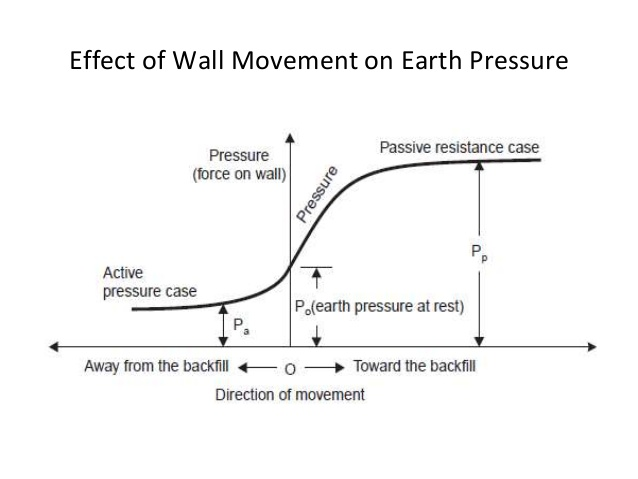 Effect of Wall Movement on Earth Pressure
Pressure
(force on wall)
Passive resistance case
Pressure
Active
pressure case
Pa
Po(earth pressure at rest)
Pp
Away from the backfill
O
Toward the backfill
Direction of movement